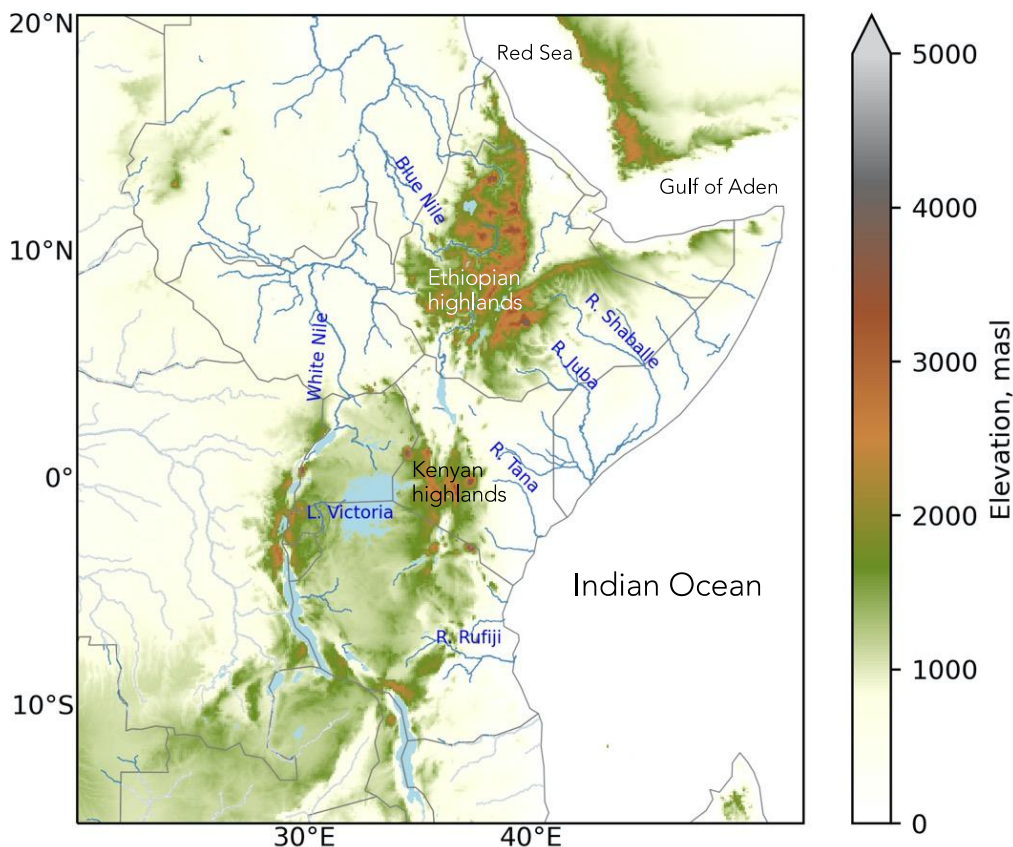 20°N
10°N
0°
10°S
30°E
40°E
Red Sea
Gulf of Aden
Blue Nile
Ethiopian
highlands
White Nile
R. Shaballe
R. Juba
Kenyan
highlands
R. Tana
L. Victoria
Indian Ocean
R. Rufiji
5000
4000
3000
2000
1000
0
Elevation, masl